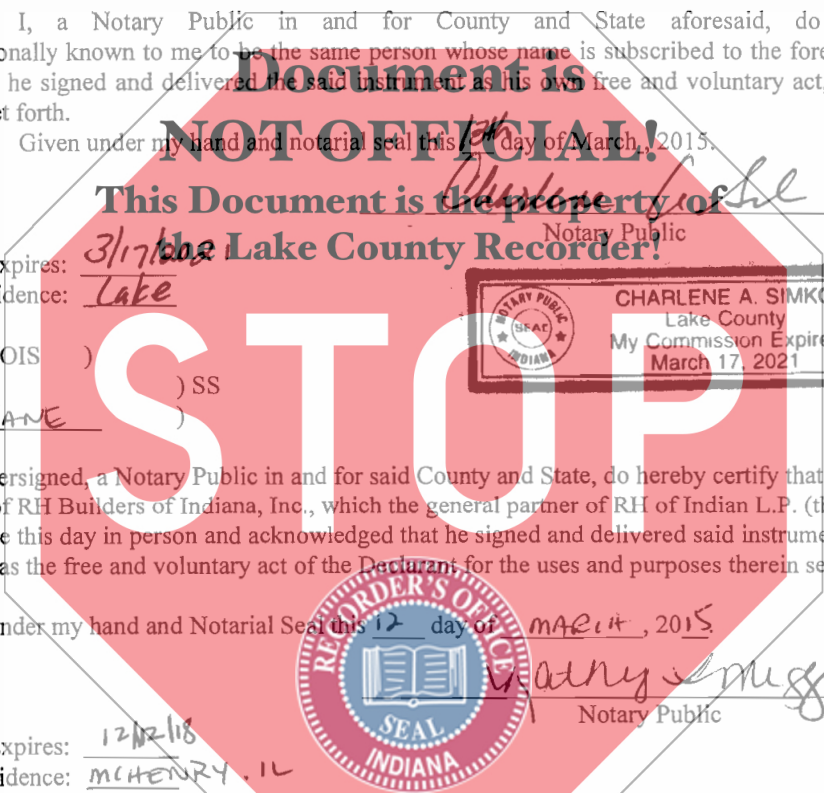 I, a Notary Public in and for County and State aforesaid, do
onally known to me to be the same person whose name is subscribed to the fore
he signed and delivered the said instrument as his own free and voluntary act,
t forth.
Given under my hand and notarial seal this 13th day of March, 2015.
Document is
NOT OFFICIAL!
This Document is the property of
the Lake County Recorder!
Charlene
Notary Public
xpires: 3/17/2021
dence: Lake
NOTARY PUBLIC
SEAL
INDIANA
CHARLENE A. SIMKO
Lake County
My Commission Expire
March 17, 2021
OIS )
) SS
ANE )
STOP
ersigned, a Notary Public in and for said County and State, do hereby certify that
of RH Builders of Indiana, Inc., which the general partner of RH of Indian L.P. (th
e this day in person and acknowledged that he signed and delivered said instrume
as the free and voluntary act of the Declarant for the uses and purposes therein se
nder my hand and Notarial Seal this 12 day of MARCH, 2015.
RECORDER'S OFFICE
SEAL
INDIANA
Kathy
Notary Public
xpires: 12/12/18
idence: MCHENRY. IL